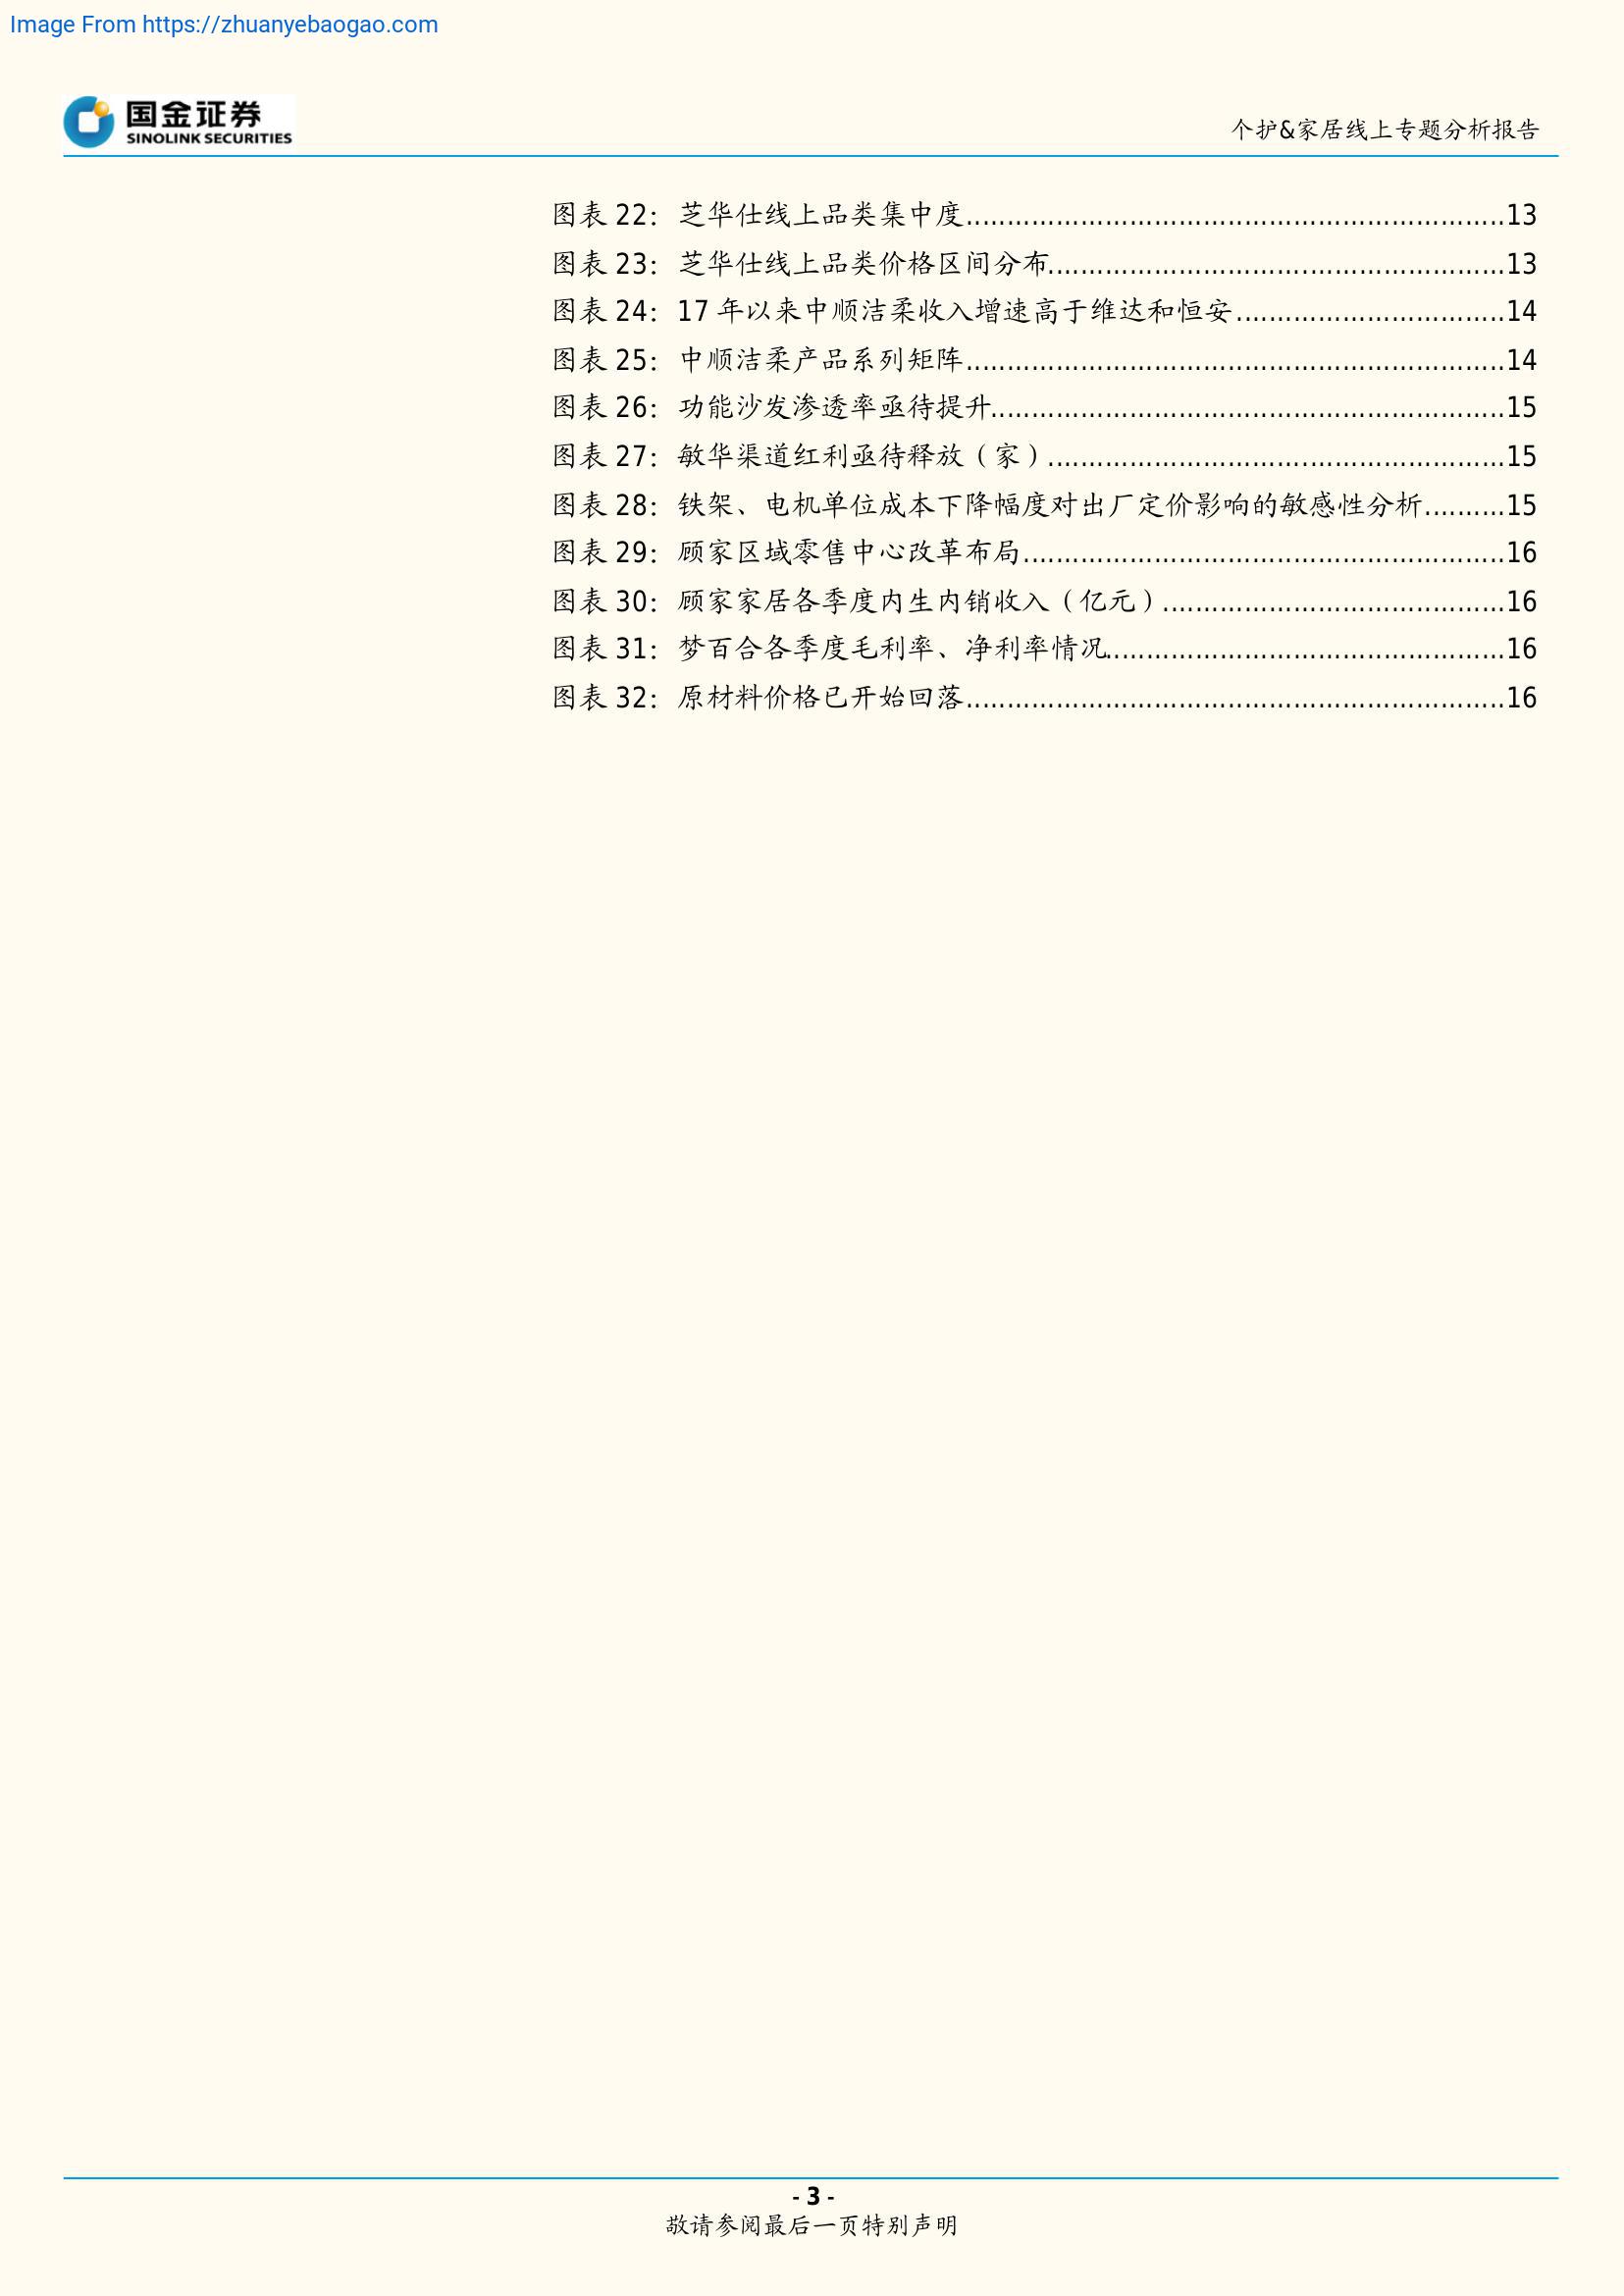 Image From https://zhuanyebaogao.com
国金证券
SINOLINK SECURITIES
个护&家居线上专题分析报告
图表 22：芝华仕线上品类集中度..................................................................13
图表 23：芝华仕线上品类价格区间分布........................................................13
图表 24：17 年以来中顺洁柔收入增速高于维达和恒安.................................14
图表 25：中顺洁柔产品系列矩阵..................................................................14
图表 26：功能沙发渗透率亟待提升...............................................................15
图表 27：敏华渠道红利亟待释放（家）........................................................15
图表 28：铁架、电机单位成本下降幅度对出厂定价影响的敏感性分析..........15
图表 29：顾家区域零售中心改革布局...........................................................16
图表 30：顾家家居各季度内生内销收入（亿元）..........................................16
图表 31：梦百合各季度毛利率、净利率情况.................................................16
图表 32：原材料价格已开始回落..................................................................16
- 3 -
敬请参阅最后一页特别声明